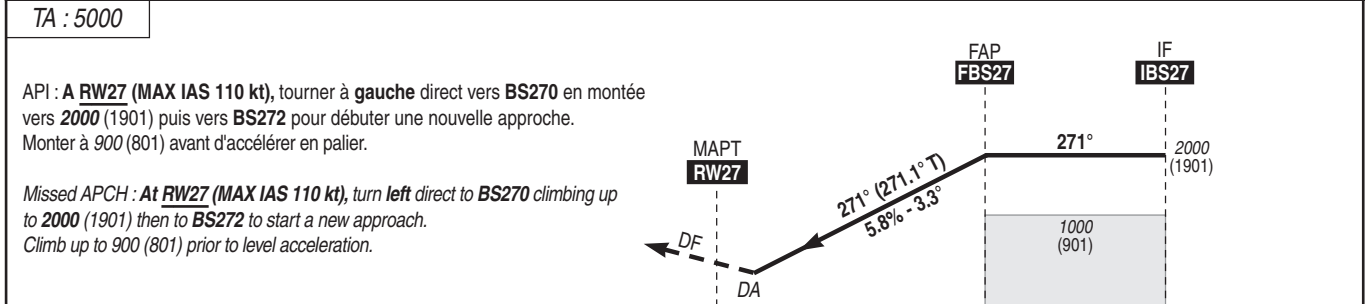 TA : 5000
API : A RW27 (MAX IAS 110 kt), tourner à gauche direct vers BS270 en montée
vers 2000 (1901) puis vers BS272 pour débuter une nouvelle approche.
Monter à 900 (801) avant d'accélérer en palier.
Missed APCH : At RW27 (MAX IAS 110 kt), turn left direct to BS270 climbing up
to 2000 (1901) then to BS272 to start a new approach.
Climb up to 900 (801) prior to level acceleration.
FAP
FBS27
IF
IBS27
MAPT
RW27
271°
2000
(1901)
271° (271.1° T)
5.8% - 3.3°
1000
(901)
DF
DA